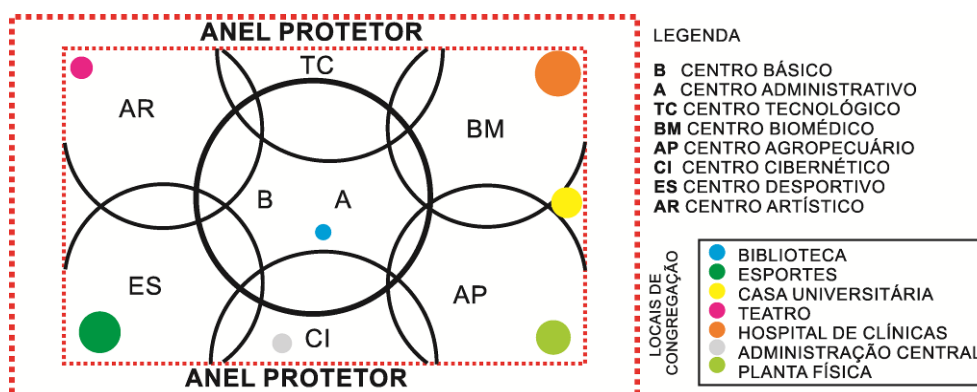 ANEL PROTETOR
TC
AR
BM
B
A
ES
AP
CI
ANEL PROTETOR
LEGENDA
B CENTRO BÁSICO
A CENTRO ADMINISTRATIVO
TC CENTRO TECNOLÓGICO
BM CENTRO BIOMÉDICO
AP CENTRO AGROPECUÁRIO
CI CENTRO CIBERNÉTICO
ES CENTRO DESPORTIVO
AR CENTRO ARTÍSTICO
LOCAIS DE
CONGREGAÇÃO
BIBLIOTECA
ESPORTES
CASA UNIVERSITÁRIA
TEATRO
HOSPITAL DE CLÍNICAS
ADMINISTRAÇÃO CENTRAL
PLANTA FÍSICA